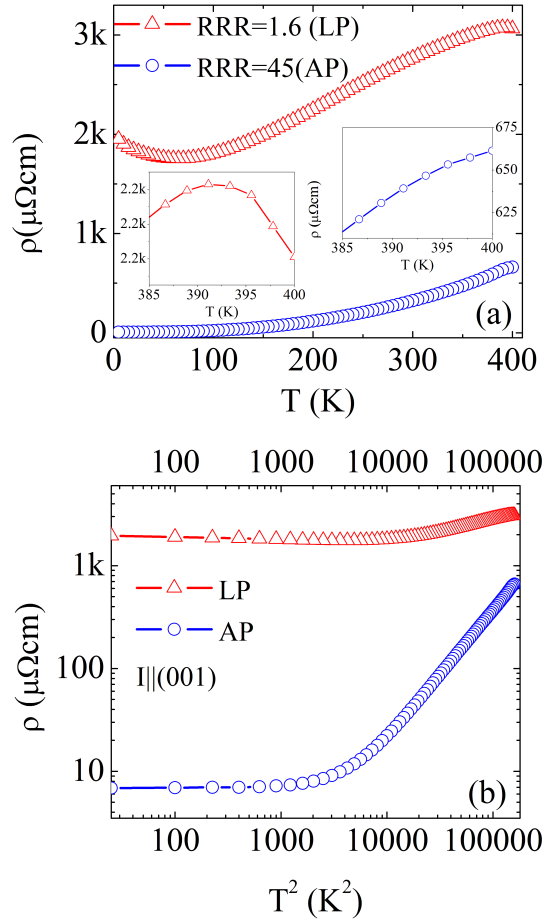 3k
2k
1k
0
ρ(μΩcm)
RRR=1.6 (LP)
RRR=45(AP)
2.2k
2.2k
2.2k
385 390 395 400
T (K)
675
650
625
ρ (μΩcm)
385 390 395 400
T (K)
(a)
0 100 200 300 400
T (K)
100 1000 10000 100000
1k
100
10
ρ (μΩcm)
LP
AP
I||(001)
(b)
100 1000 10000 100000
T² (K²)